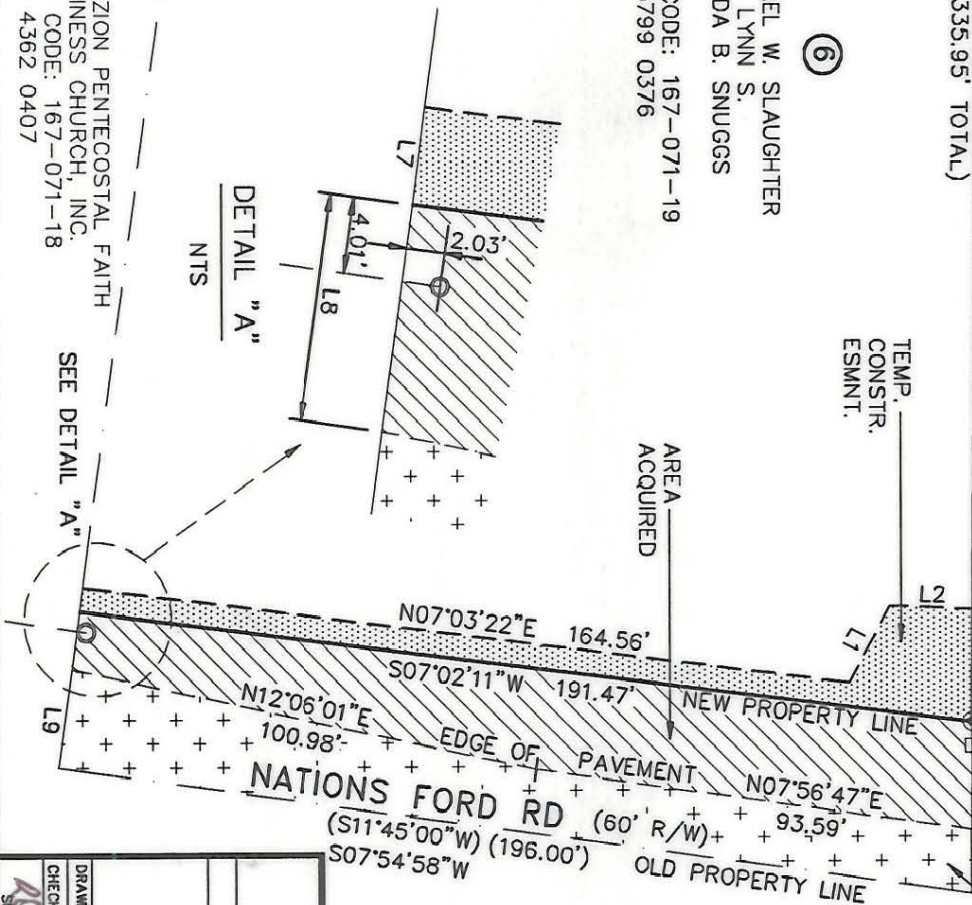 335.95' TOTAL)
6
EL W. SLAUGHTER
LYNN S.
DA B. SNUGGS
CODE: 167-071-19
799 0376
ZION PENTECOSTAL FAITH
INESS CHURCH, INC.
CODE: 167-071-18
4362 0407
L7
4.01'
2.03'
L8
DETAIL "A"
NTS
SEE DETAIL "A"
TEMP.
CONSTR.
ESMNT.
AREA
ACQUIRED
L2
L1
N07°03'22"E 164.56'
S07°02'11"W 191.47'
NEW PROPERTY LINE
N12°06'01"E
100.98'
EDGE OF PAVEMENT
N07°56'47"E
93.59'
L9
NATIONS FORD RD (60' R/W)
(S11°45'00"W) (196.00')
S07°54'58"W
OLD PROPERTY LINE
DRAW
CHEC